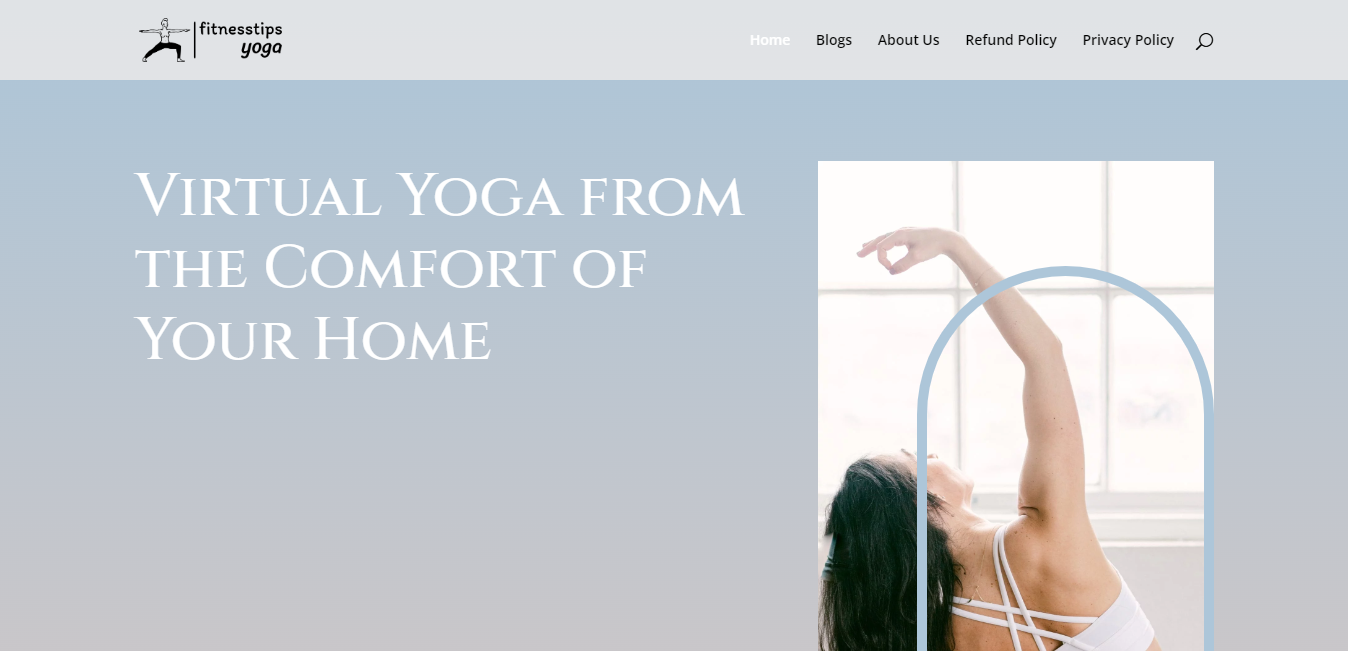 fitnesstips
yoga
Home Blogs About Us Refund Policy Privacy Policy
Virtual Yoga from
the Comfort of
Your Home